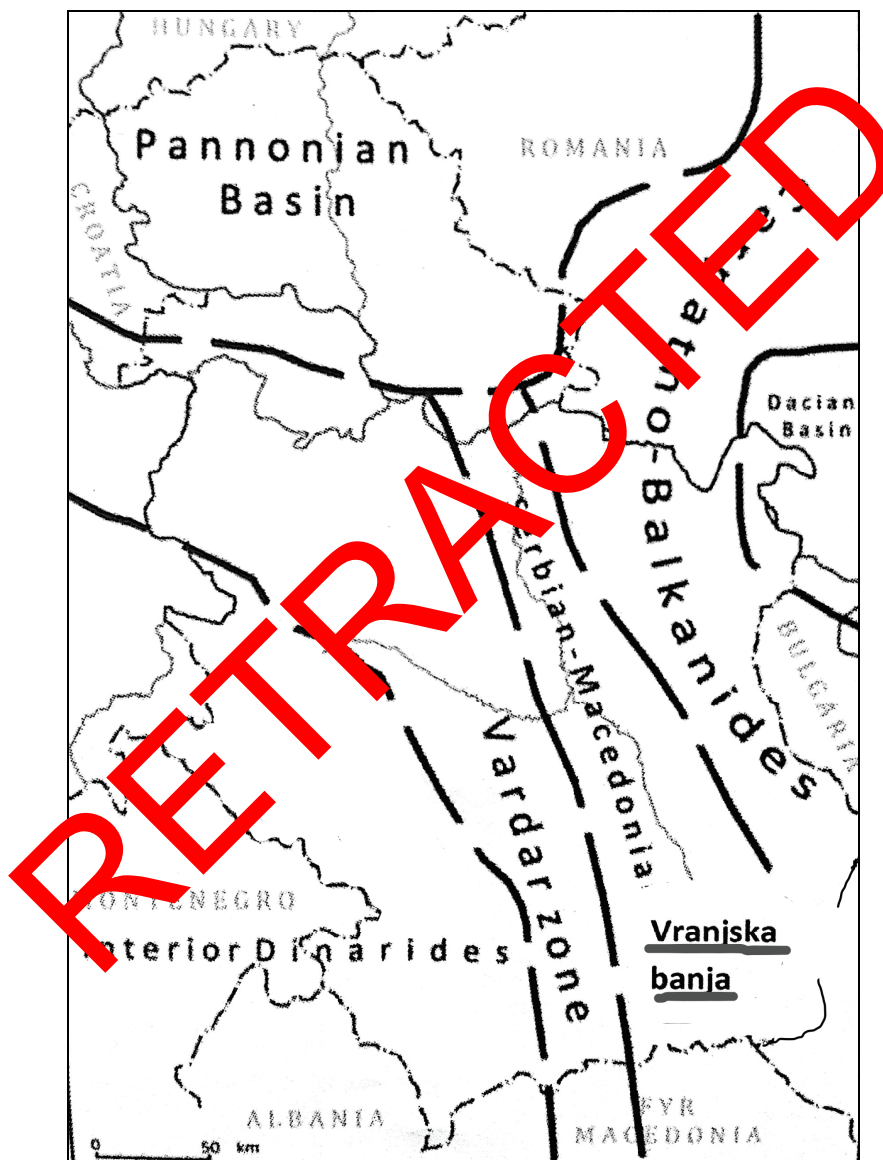 HUNGARY
Pannonian
Basin
ROMANIA
CROATIA
Carpatho-Balkanides
Dacian
Basin
Serbian-Macedonia
BULGARIA
RETRACTED
Vardar zone
MONTENEGRO
Interior Dinarides
Vranjska
banja
ALBANIA
FYR
MACEDONIA
0 50 km